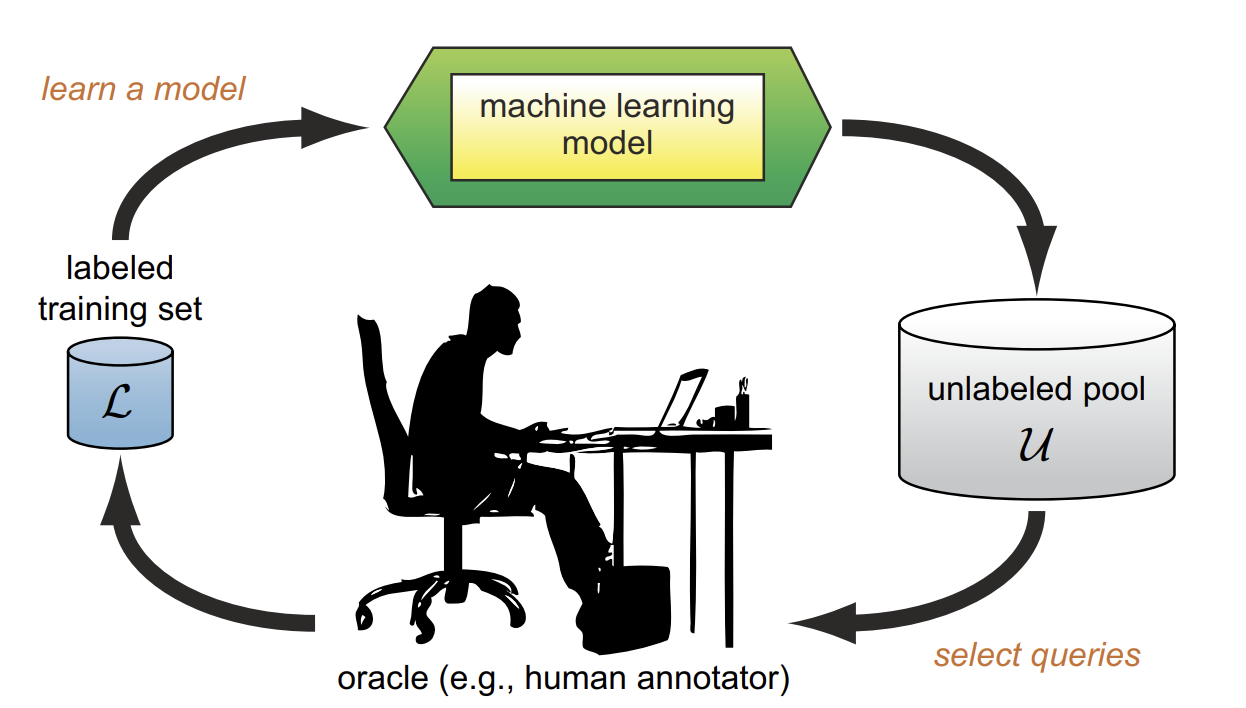 learn a model
machine learning
model
labeled
training set
ℒ
unlabeled pool
𝒰
select queries
oracle (e.g., human annotator)